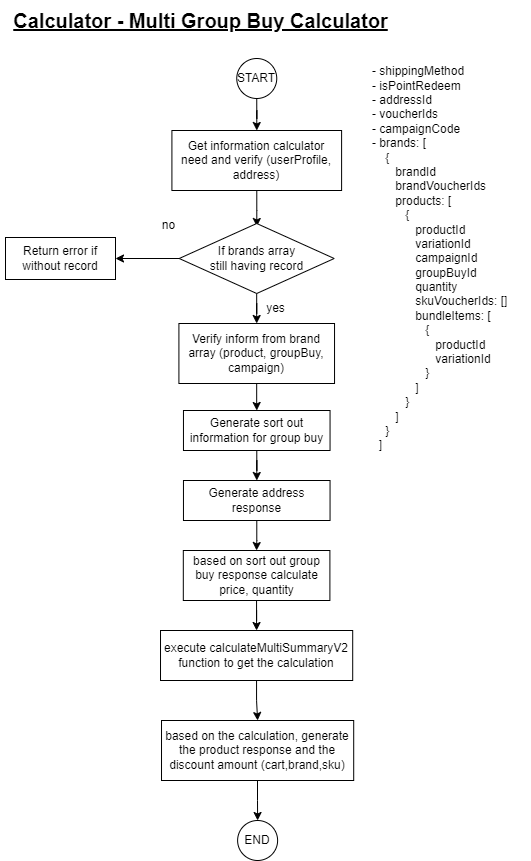 Calculator - Multi Group Buy Calculator
START
Get information calculator
need and verify (userProfile,
address)
no
If brands array
still having record
Return error if
without record
yes
Verify inform from brand
array (product, groupBuy,
campaign)
Generate sort out
information for group buy
Generate address
response
based on sort out group
buy response calculate
price, quantity
execute calculateMultiSummaryV2
function to get the calculation
based on the calculation, generate
the product response and the
discount amount (cart,brand,sku)
END
- shippingMethod
- isPointRedeem
- addressId
- voucherIds
- campaignCode
- brands: [
{
brandId
brandVoucherIds
products: [
{
productId
variationId
campaignId
groupBuyId
quantity
skuVoucherIds: []
bundleItems: [
{
productId
variationId
}
]
}
]
}
]